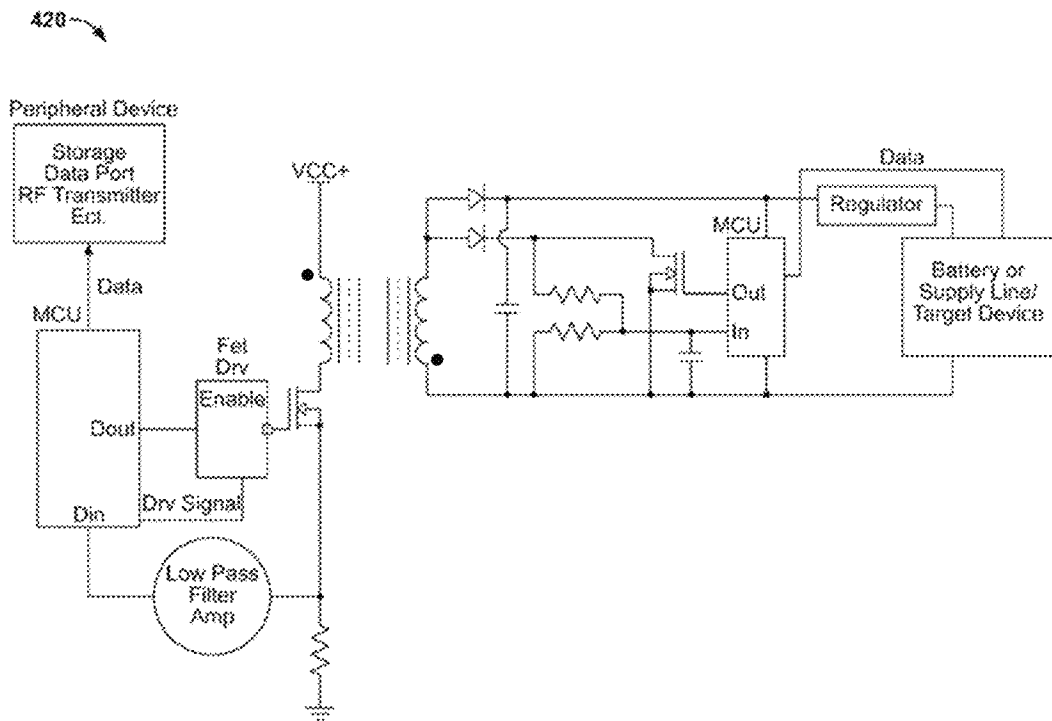 420
Peripheral Device
Storage
Data Port
RF Transmitter
Ect.
Data
MCU
Dout
Din
Fet
Drv
Enable
Drv Signal
Low Pass
Filter
Amp
VCC+
Data
MCU
Out
In
Regulator
Battery or
Supply Line/
Target Device